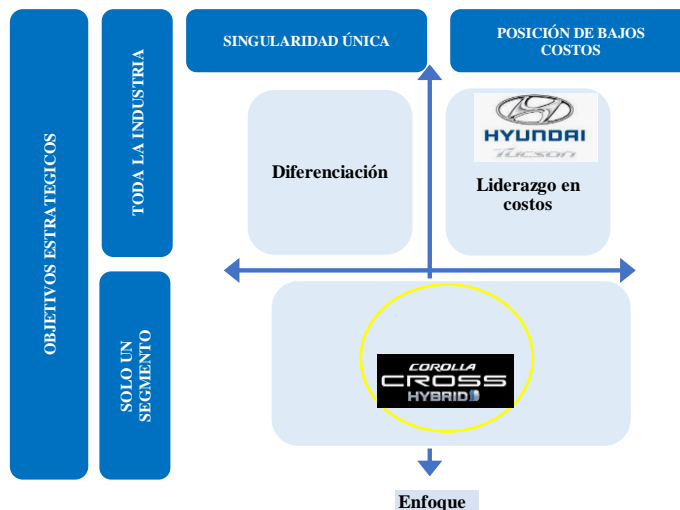 SINGULARIDAD ÚNICA
POSICIÓN DE BAJOS
COSTOS
OBJETIVOS ESTRATEGICOS
TODA LA INDUSTRIA
SOLO UN
SEGMENTO
Diferenciación
HYUNDAI
Tucson
Liderazgo en
costos
COROLLA
CROSS
HYBRID
Enfoque